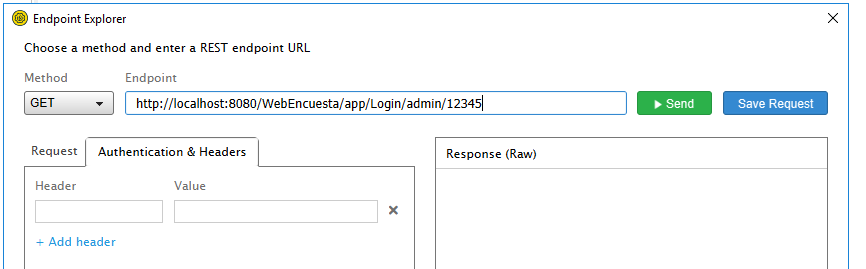 Endpoint Explorer
Choose a method and enter a REST endpoint URL
Method Endpoint
GET http://localhost:8080/WebEncuesta/app/Login/admin/12345 Send Save Request
Request Authentication & Headers Response (Raw)
Header Value
+ Add header